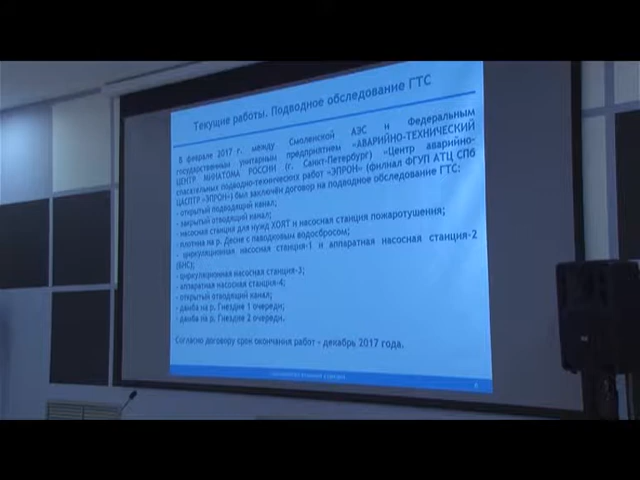 Текущие работы. Подводное обследование ГТС
В феврале 2017 г. между Смоленской АЭС и Федеральным
государственным унитарным предприятием «АВАРИЙНО-ТЕХНИЧЕСКИЙ
ЦЕНТР МИНАТОМА РОССИИ (г. Санкт-Петербург) «Центр аварийно-
спасательных подводно-технических работ «ЭПРОН» (филиал ФГУП АТЦ СПб
ЦАСПТР «ЭПРОН») был заключён договор на подводное обследование ГТС:
- открытый подводящий канал;
- закрытый отводящий канал;
- насосная станция для нужд ХОЯТ и насосная станция пожаротушения;
- плотина на р. Десне с паводковым водосбросом;
- циркуляционная насосная станция-1 и аппаратная насосная станция-2
(БНС);
- циркуляционная насосная станция-3;
- аппаратная насосная станция-4;
- открытый отводящий канал;
- дамба на р. Гнездне 1 очереди;
- дамба на р. Гнездне 2 очереди.
Согласно договору срок окончания работ - декабрь 2017 года.